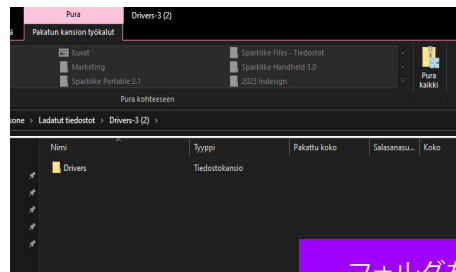 Pura Drivers-3 (2)
Pakatun kansion työkalut
Kuvat Sparklike Files - Tiedostot
Marketing Sparklike Handheld 3.0
Sparklike Portable 2.1 2023 Indesign
Pura kaikki
Pura kohteeseen
Ladatut tiedostot › Drivers-3 (2) ›
Nimi Tyyppi Pakattu koko Salasanasu... Koko
Drivers Tiedostokansio